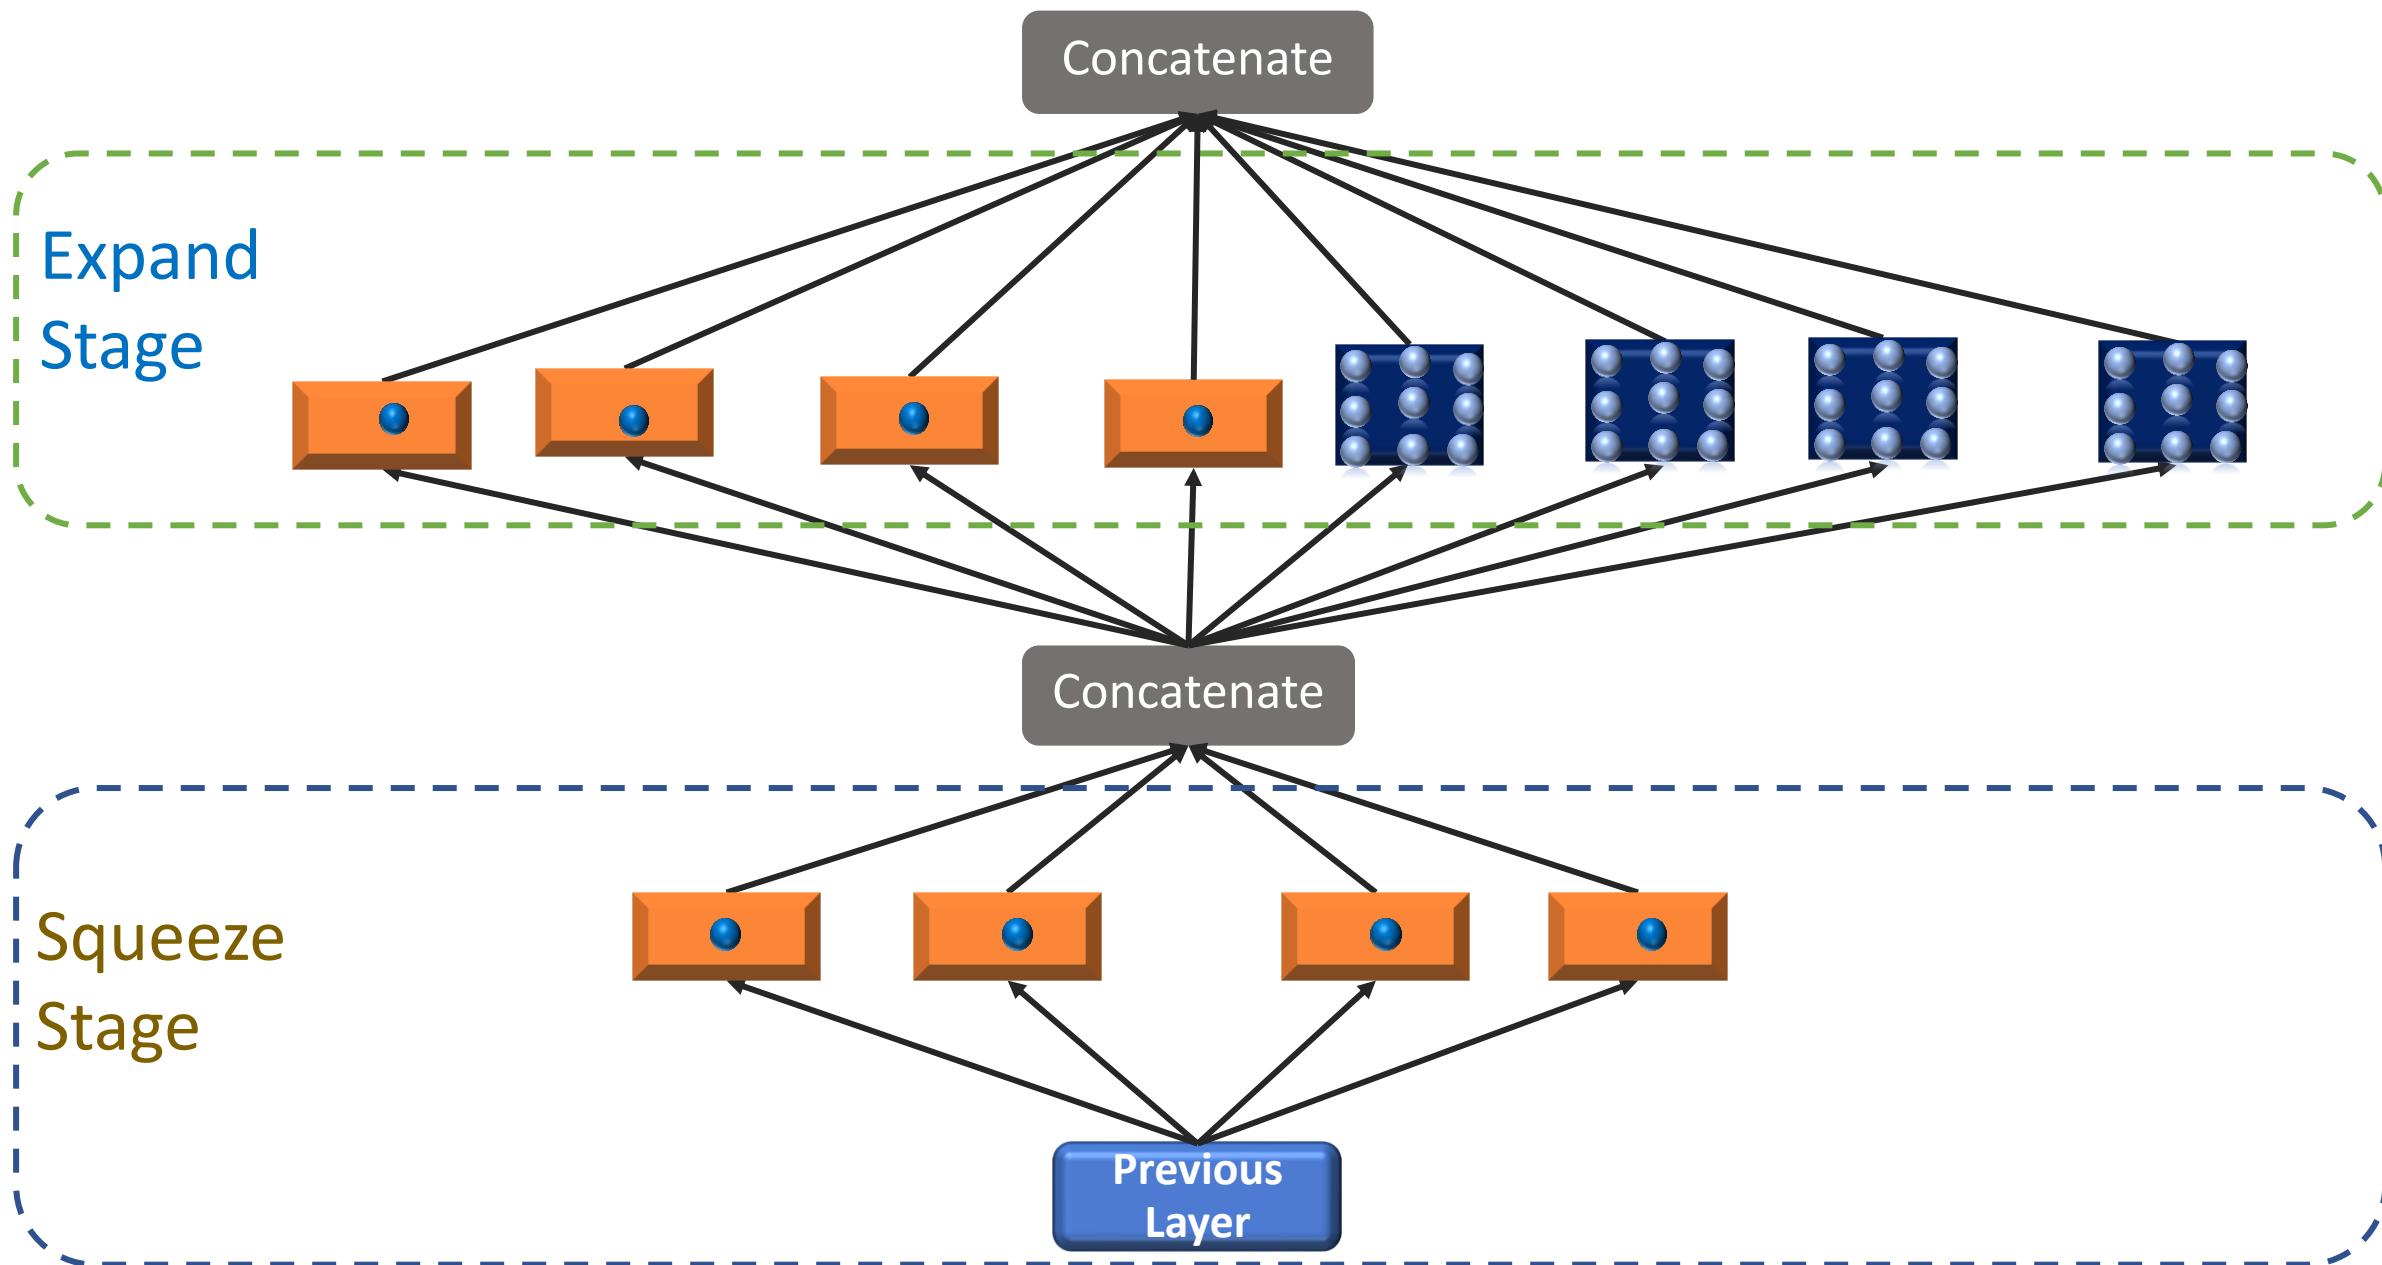 Concatenate
Expand
Stage
Concatenate
Squeeze
Stage
Previous
Layer